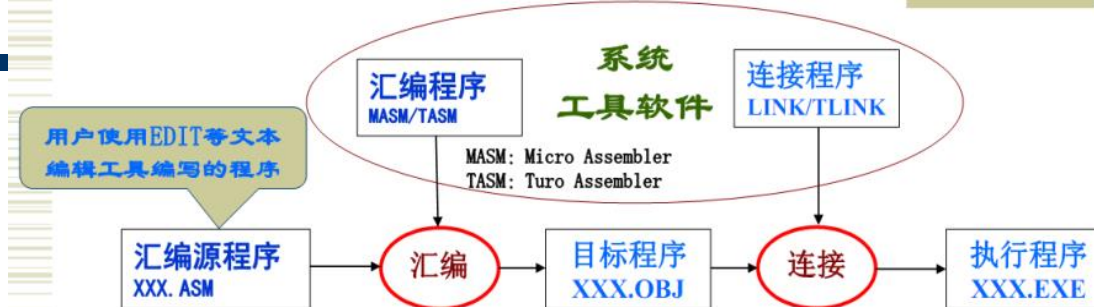 系统
工具软件
汇编程序
MASM/TASM
连接程序
LINK/TLINK
用户使用EDIT等文本
编辑工具编写的程序
MASM: Micro Assembler
TASM: Turo Assembler
汇编源程序
XXX. ASM
汇编
目标程序
XXX.OBJ
连接
执行程序
XXX.EXE